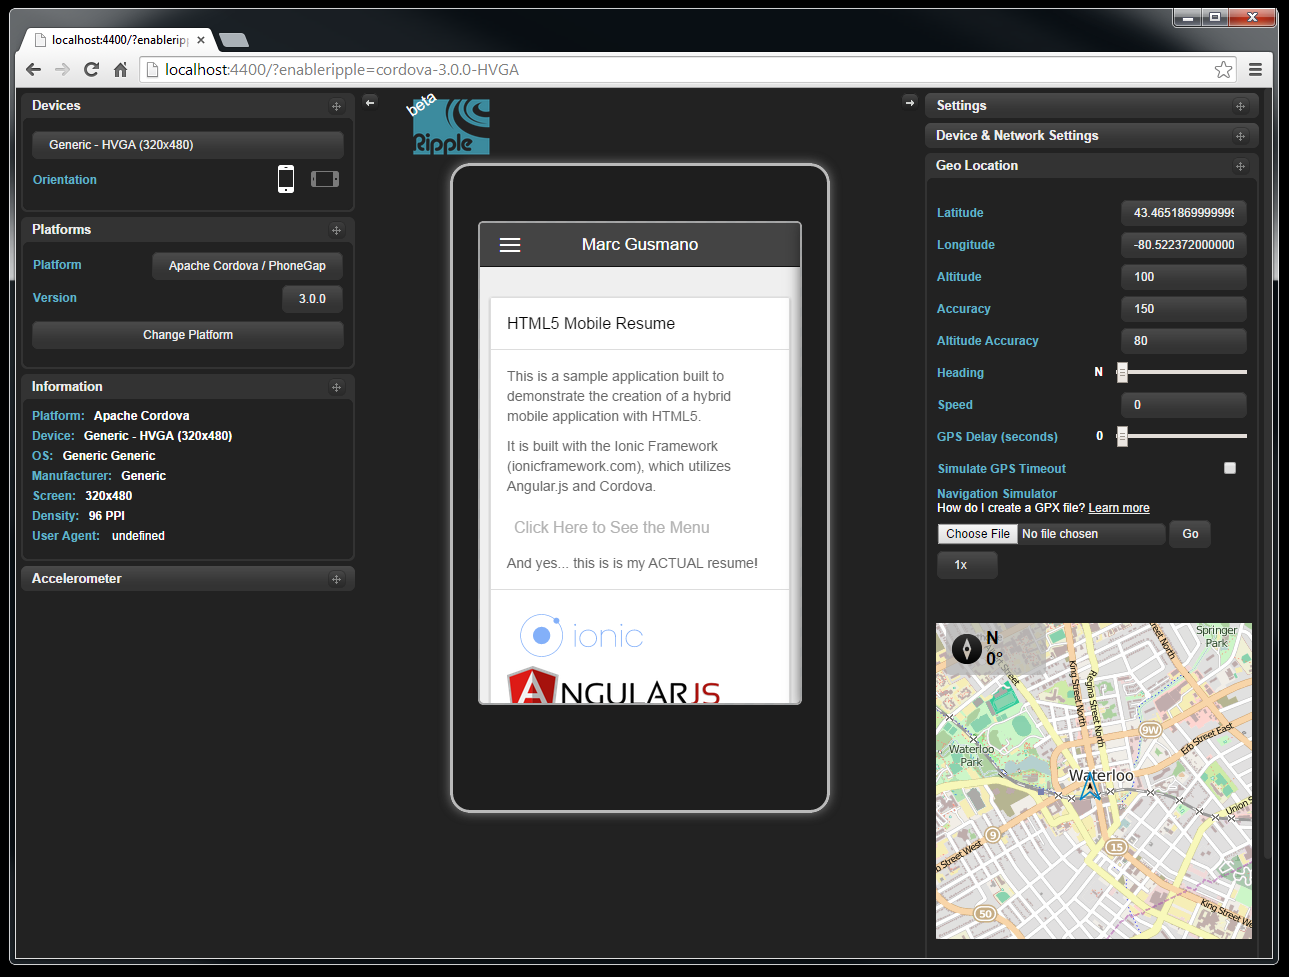 localhost:4400/?enableripp
localhost:4400/?enableripple=cordova-3.0.0-HVGA
Devices
Generic - HVGA (320x480)
Orientation
Platforms
Platform
Apache Cordova / PhoneGap
Version
3.0.0
Change Platform
Information
Platform: Apache Cordova
Device: Generic - HVGA (320x480)
OS: Generic Generic
Manufacturer: Generic
Screen: 320x480
Density: 96 PPI
User Agent: undefined
Accelerometer
beta
Ripple
Marc Gusmano
HTML5 Mobile Resume
This is a sample application built to
demonstrate the creation of a hybrid
mobile application with HTML5.
It is built with the Ionic Framework
(ionicframework.com), which utilizes
Angular.js and Cordova.
Click Here to See the Menu
And yes... this is is my ACTUAL resume!
ionic
ANGULARJS
Settings
Device & Network Settings
Geo Location
Latitude
43.4651869999999
Longitude
-80.522372000000
Altitude
100
Accuracy
150
Altitude Accuracy
80
Heading
N
Speed
0
GPS Delay (seconds)
0
Simulate GPS Timeout
Navigation Simulator
How do I create a GPX file? Learn more
Choose File No file chosen
Go
1x
N
0°
Springer
Park
Street North
King Street North
Regina Street North
9W
Erb Street East
Waterloo
Park
Waterloo
Union S
9
15
Street West
50
King Street We